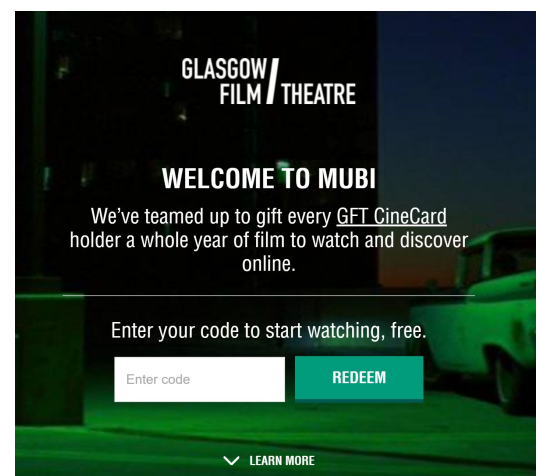 GLASGOW
FILM THEATRE
WELCOME TO MUBI
We've teamed up to gift every GFT CineCard
holder a whole year of film to watch and discover
online.
Enter your code to start watching, free.
Enter code
REDEEM
LEARN MORE